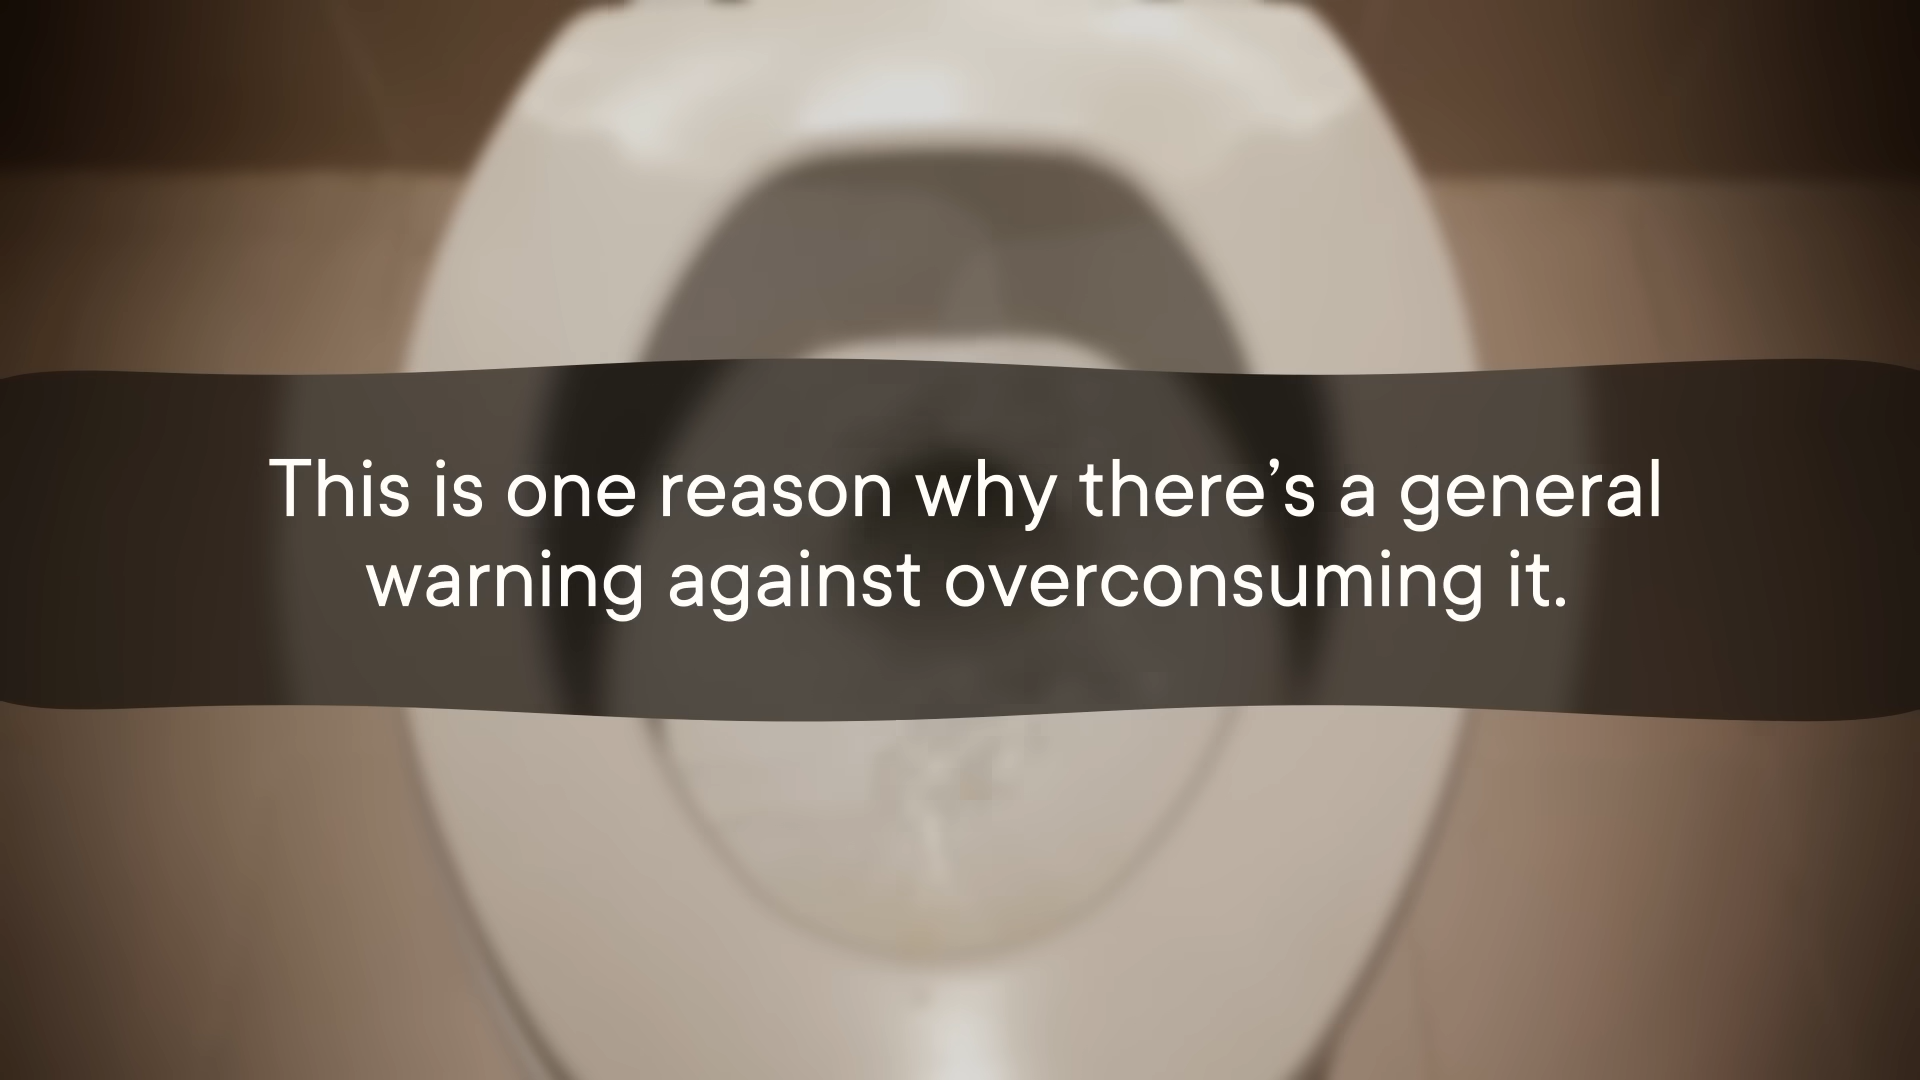 This is one reason why there’s a general
warning against overconsuming it.